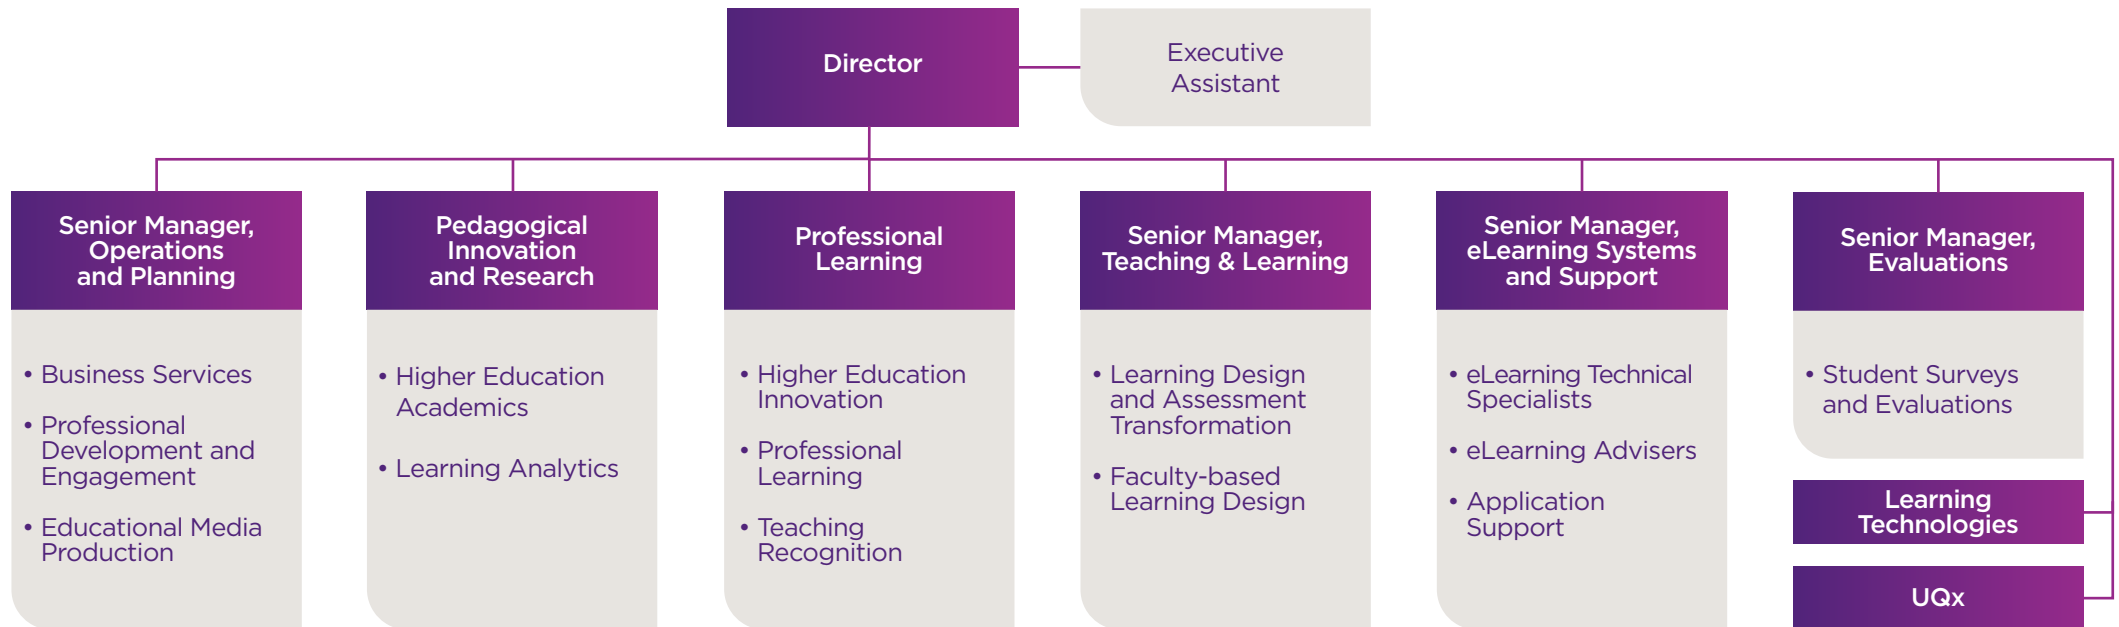 Director
Executive
Assistant
Senior Manager,
Operations
and Planning
• Business Services
• Professional
Development and
Engagement
• Educational Media
Production
Pedagogical
Innovation
and Research
• Higher Education
Academics
• Learning Analytics
Professional
Learning
• Higher Education
Innovation
• Professional
Learning
• Teaching
Recognition
Senior Manager,
Teaching & Learning
• Learning Design
and Assessment
Transformation
• Faculty-based
Learning Design
Senior Manager,
eLearning Systems
and Support
• eLearning Technical
Specialists
• eLearning Advisers
• Application
Support
Senior Manager,
Evaluations
• Student Surveys
and Evaluations
Learning
Technologies
UQx